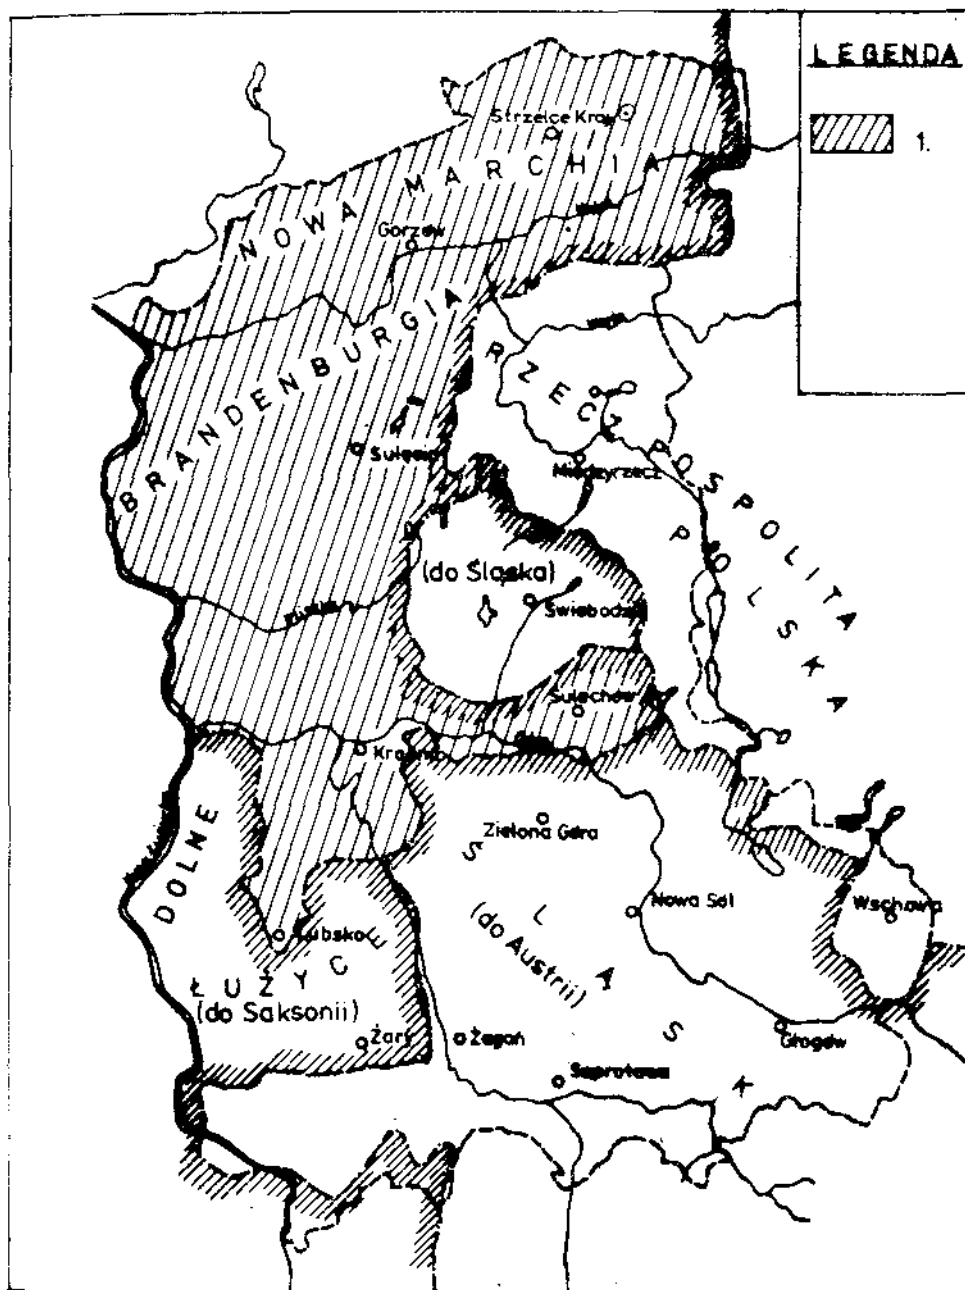 LEGENDA
1.
Strzelce Kraj
NOWA MARCHIA
Gorzów
BRANDENBURGIA
RZECZPOSPOLITA
POLSKA
Sulęcin
Międzyrzecz
(do Śląska)
Świebodzin
Sulechów
Zielona Góra
DOLNE
ŁUŻYCE
(do Saksonii)
Lubsko
Żary
Żagań
ŚLĄSK
(do Austrii)
Nowa Sól
Wschowa
Głogów
Szprotawa